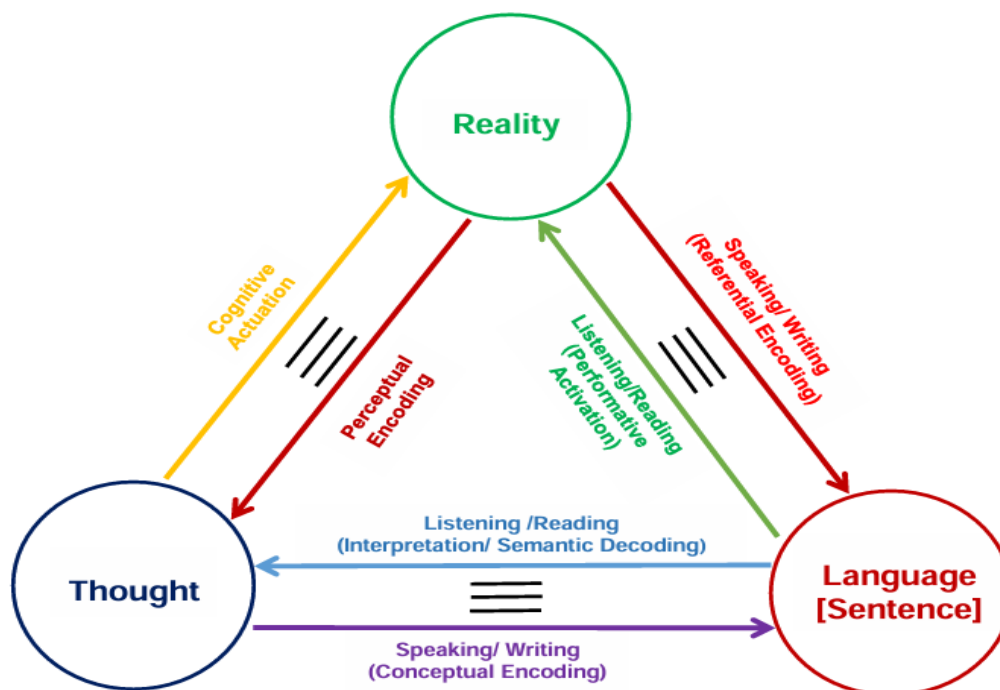 Reality
Cognitive
Actuation
Perceptual
Encoding
Listening/Reading
(Performative
Activation)
Speaking/ Writing
(Referential Encoding)
Listening /Reading
(Interpretation/ Semantic Decoding)
Thought
Language
[Sentence]
Speaking/ Writing
(Conceptual Encoding)